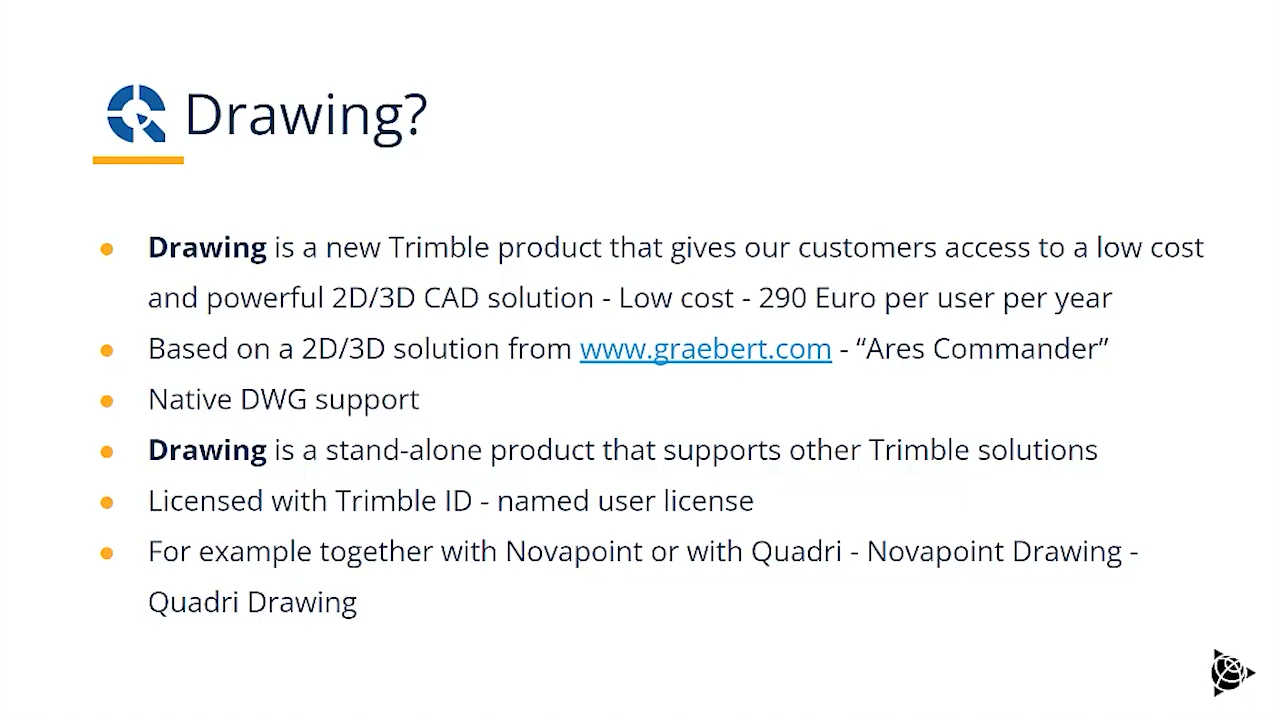 Drawing?
● Drawing is a new Trimble product that gives our customers access to a low cost
and powerful 2D/3D CAD solution - Low cost - 290 Euro per user per year
● Based on a 2D/3D solution from www.graebert.com - “Ares Commander”
● Native DWG support
● Drawing is a stand-alone product that supports other Trimble solutions
● Licensed with Trimble ID - named user license
● For example together with Novapoint or with Quadri - Novapoint Drawing -
Quadri Drawing